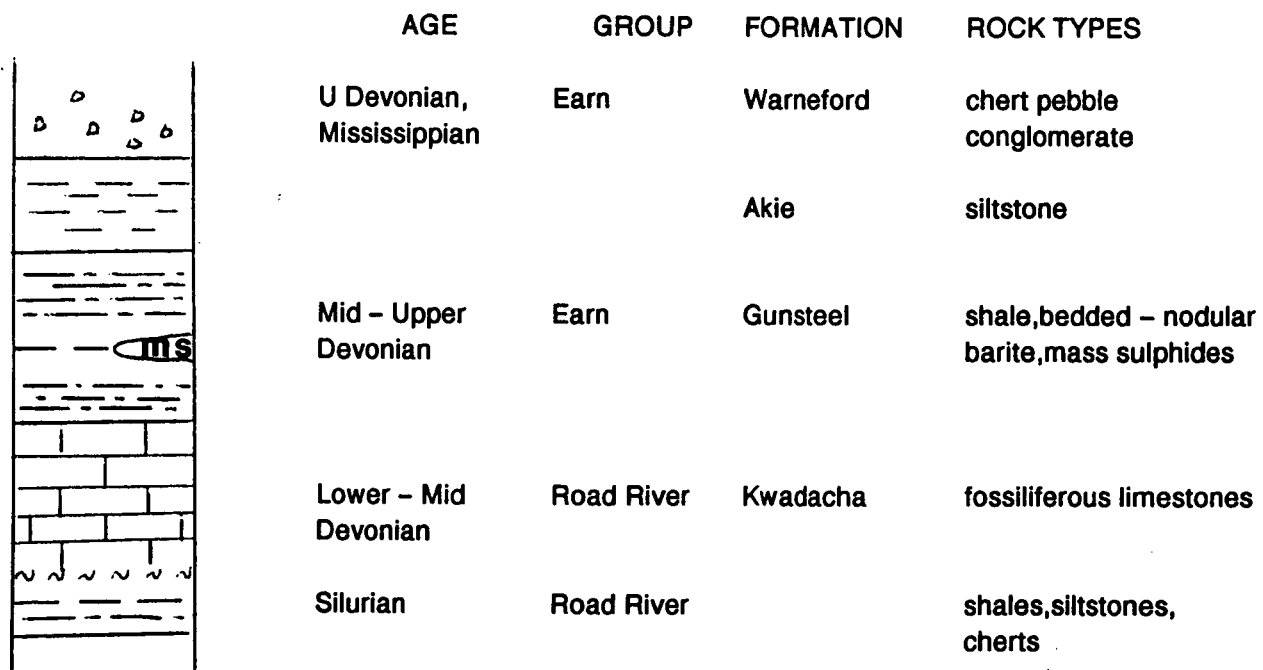 AGE GROUP FORMATION ROCK TYPES
U Devonian, Earn Warneford chert pebble
Mississippian conglomerate
Akie siltstone
Mid – Upper Earn Gunsteel shale,bedded – nodular
Devonian barite,mass sulphides
ms
Lower – Mid Road River Kwadacha fossiliferous limestones
Devonian
Silurian Road River shales,siltstones,
cherts